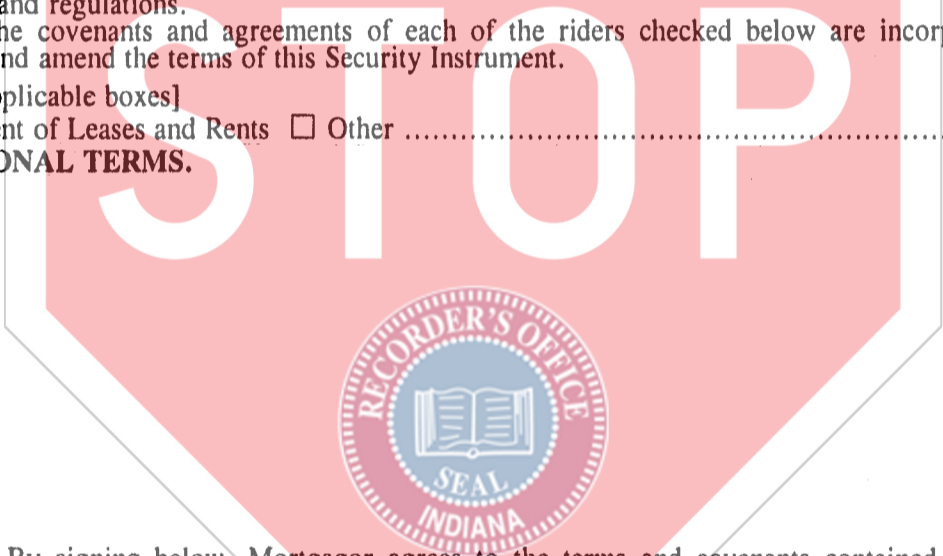 and regulations.
he covenants and agreements of each of the riders checked below are incor
nd amend the terms of this Security Instrument.
plicable boxes]
nt of Leases and Rents ☐ Other ........................................................
ONAL TERMS.
STOP
RECORDER'S OFFICE
SEAL
INDIANA
By signing below, Mortgagor agrees to the terms and covenants contained